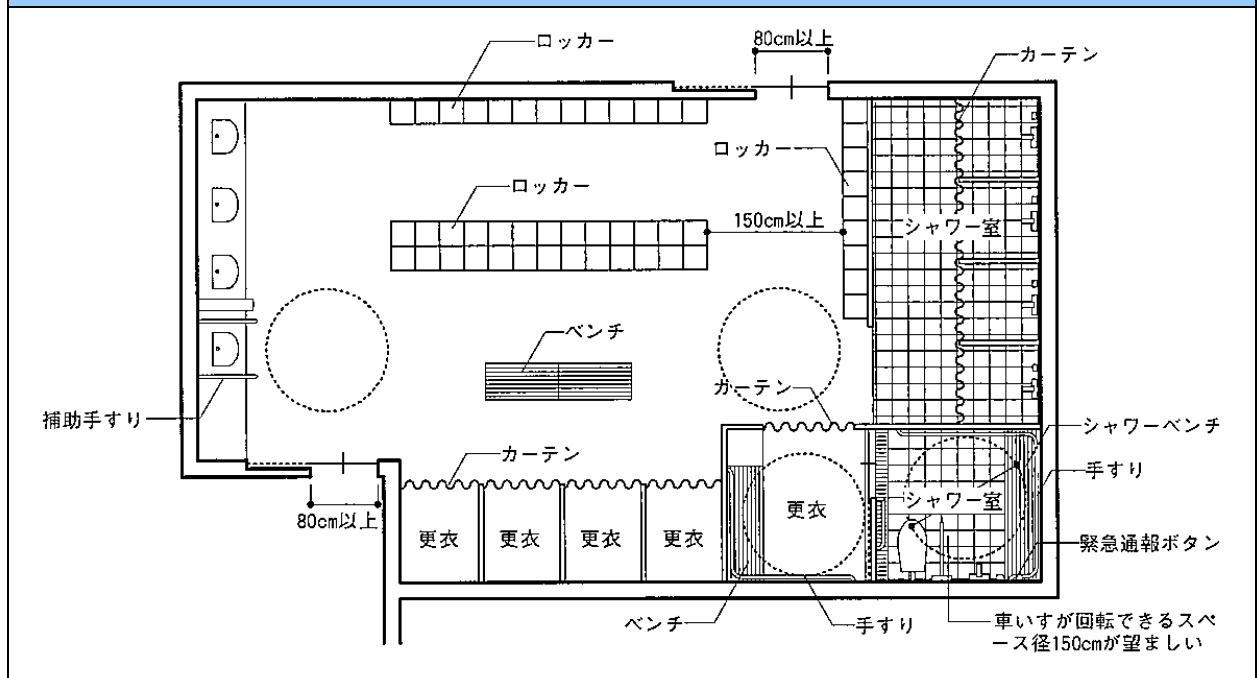 ロッカー
80cm以上
カーテン
ロッカー
ロッカー
150cm以上
シャワー室
ベンチ
カーテン
補助手すり
シャワーベンチ
カーテン
手すり
80cm以上
更衣
更衣
更衣
更衣
更衣
シャワー室
緊急通報ボタン
ベンチ
手すり
車いすが回転できるスペ
ース径150cmが望ましい